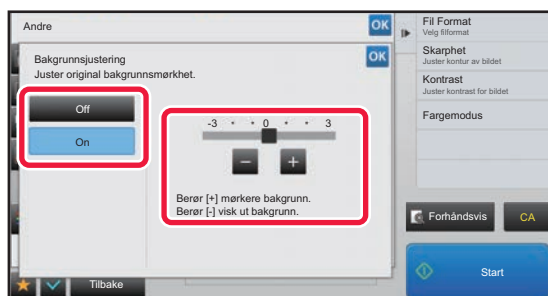 Andre
OK
Bakgrunnsjustering
Juster original bakgrunnsmørkhet.
OK
Off
On
-3 • • 0 • • 3
− +
Berør [+] mørkere bakgrunn.
Berør [-] visk ut bakgrunn.
Tilbake
Fil Format
Velg filformat
Skarphet
Juster kontur av bildet
Kontrast
Juster kontrast for bildet
Fargemodus
Forhåndsvis
CA
Start